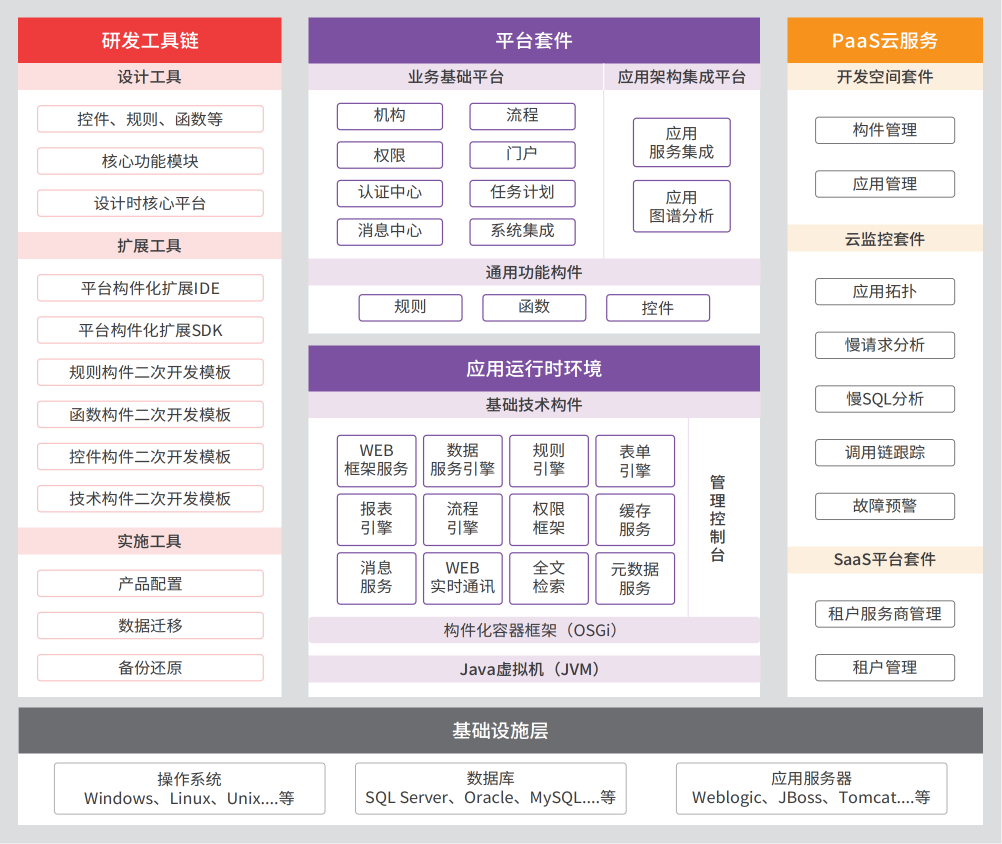 研发工具链
设计工具
控件、规则、函数等
核心功能模块
设计时核心平台
扩展工具
平台构件化扩展IDE
平台构件化扩展SDK
规则构件二次开发模板
函数构件二次开发模板
控件构件二次开发模板
技术构件二次开发模板
实施工具
产品配置
数据迁移
备份还原
平台套件
业务基础平台
机构
流程
权限
门户
认证中心
任务计划
消息中心
系统集成
应用架构集成平台
应用
服务集成
应用
图谱分析
通用功能构件
规则
函数
控件
应用运行时环境
基础技术构件
WEB
框架服务
数据
服务引擎
规则
引擎
表单
引擎
报表
引擎
流程
引擎
权限
框架
缓存
服务
消息
服务
WEB
实时通讯
全文
检索
元数据
服务
管理控制台
构件化容器框架（OSGi）
Java虚拟机（JVM）
PaaS云服务
开发空间套件
构件管理
应用管理
云监控套件
应用拓扑
慢请求分析
慢SQL分析
调用链跟踪
故障预警
SaaS平台套件
租户服务商管理
租户管理
基础设施层
操作系统
Windows、Linux、Unix....等
数据库
SQL Server、Oracle、MySQL....等
应用服务器
Weblogic、JBoss、Tomcat....等